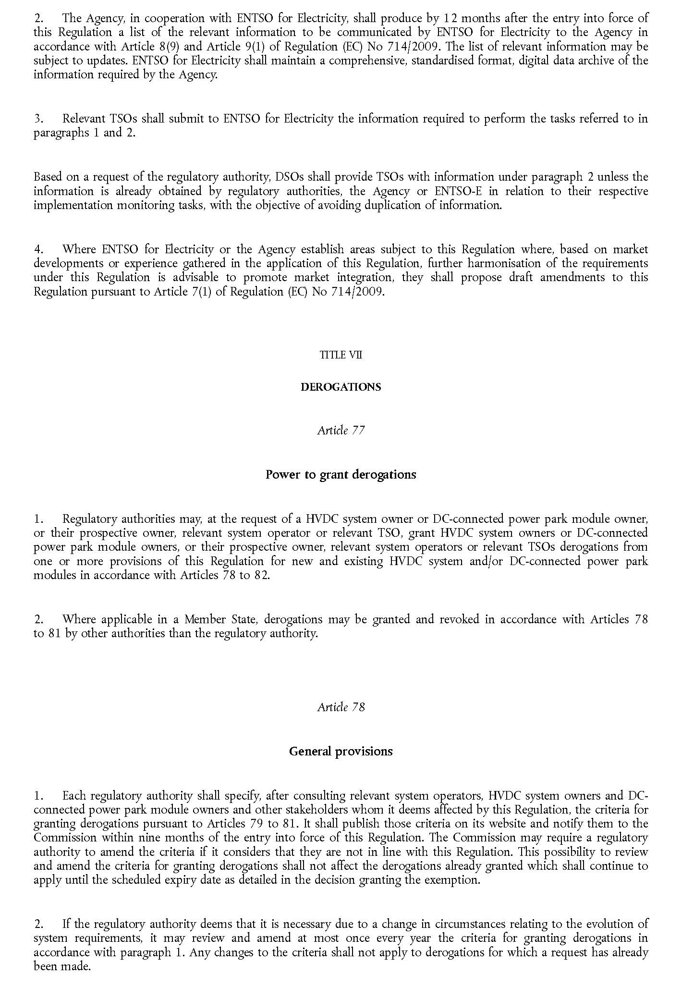 2. The Agency, in cooperation with ENTSO for Electricity, shall produce by 12 months after the entry into force of
this Regulation a list of the relevant information to be communicated by ENTSO for Electricity to the Agency in
accordance with Article 8(9) and Article 9(1) of Regulation (EC) No 714/2009. The list of relevant information may be
subject to updates. ENTSO for Electricity shall maintain a comprehensive, standardised format, digital data archive of the
information required by the Agency.
3. Relevant TSOs shall submit to ENTSO for Electricity the information required to perform the tasks referred to in
paragraphs 1 and 2.
Based on a request of the regulatory authority, DSOs shall provide TSOs with information under paragraph 2 unless the
information is already obtained by regulatory authorities, the Agency or ENTSO-E in relation to their respective
implementation monitoring tasks, with the objective of avoiding duplication of information.
4. Where ENTSO for Electricity or the Agency establish areas subject to this Regulation where, based on market
developments or experience gathered in the application of this Regulation, further harmonisation of the requirements
under this Regulation is advisable to promote market integration, they shall propose draft amendments to this
Regulation pursuant to Article 7(1) of Regulation (EC) No 714/2009.
TITLE VII
DEROGATIONS
Article 77
Power to grant derogations
1. Regulatory authorities may, at the request of a HVDC system owner or DC-connected power park module owner,
or their prospective owner, relevant system operator or relevant TSO, grant HVDC system owners or DC-connected
power park module owners, or their prospective owner, relevant system operators or relevant TSOs derogations from
one or more provisions of this Regulation for new and existing HVDC system and/or DC-connected power park
modules in accordance with Articles 78 to 82.
2. Where applicable in a Member State, derogations may be granted and revoked in accordance with Articles 78
to 81 by other authorities than the regulatory authority.
Article 78
General provisions
1. Each regulatory authority shall specify, after consulting relevant system operators, HVDC system owners and DC-
connected power park module owners and other stakeholders whom it deems affected by this Regulation, the criteria for
granting derogations pursuant to Articles 79 to 81. It shall publish those criteria on its website and notify them to the
Commission within nine months of the entry into force of this Regulation. The Commission may require a regulatory
authority to amend the criteria if it considers that they are not in line with this Regulation. This possibility to review
and amend the criteria for granting derogations shall not affect the derogations already granted which shall continue to
apply until the scheduled expiry date as detailed in the decision granting the exemption.
2. If the regulatory authority deems that it is necessary due to a change in circumstances relating to the evolution of
system requirements, it may review and amend at most once every year the criteria for granting derogations in
accordance with paragraph 1. Any changes to the criteria shall not apply to derogations for which a request has already
been made.